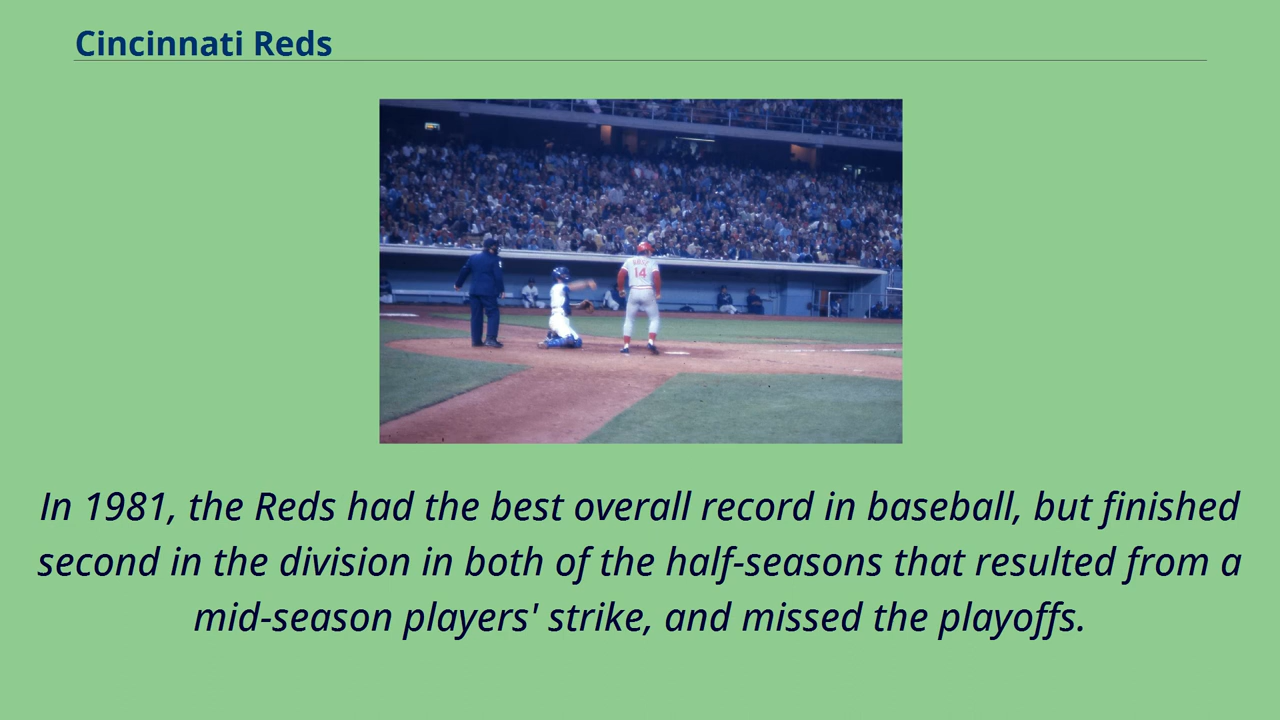 Cincinnati Reds
14
In 1981, the Reds had the best overall record in baseball, but finished
second in the division in both of the half-seasons that resulted from a
mid-season players' strike, and missed the playoffs.